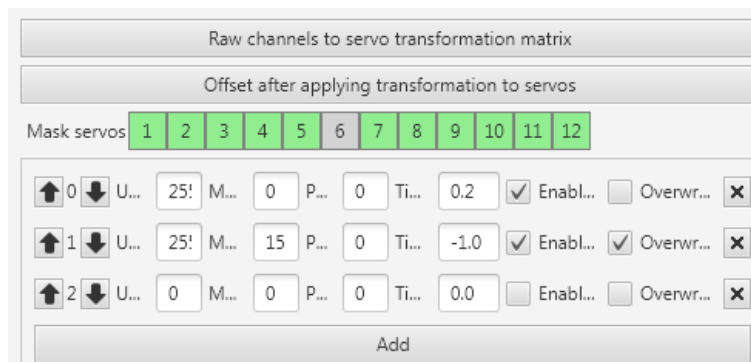 Raw channels to servo transformation matrix
Offset after applying transformation to servos
Mask servos 1 2 3 4 5 6 7 8 9 10 11 12
0 U... 255 M... 0 P... 0 Ti... 0.2 Enabl... Overwr...
1 U... 255 M... 15 P... 0 Ti... -1.0 Enabl... Overwr...
2 U... 0 M... 0 P... 0 Ti... 0.0 Enabl... Overwr...
Add